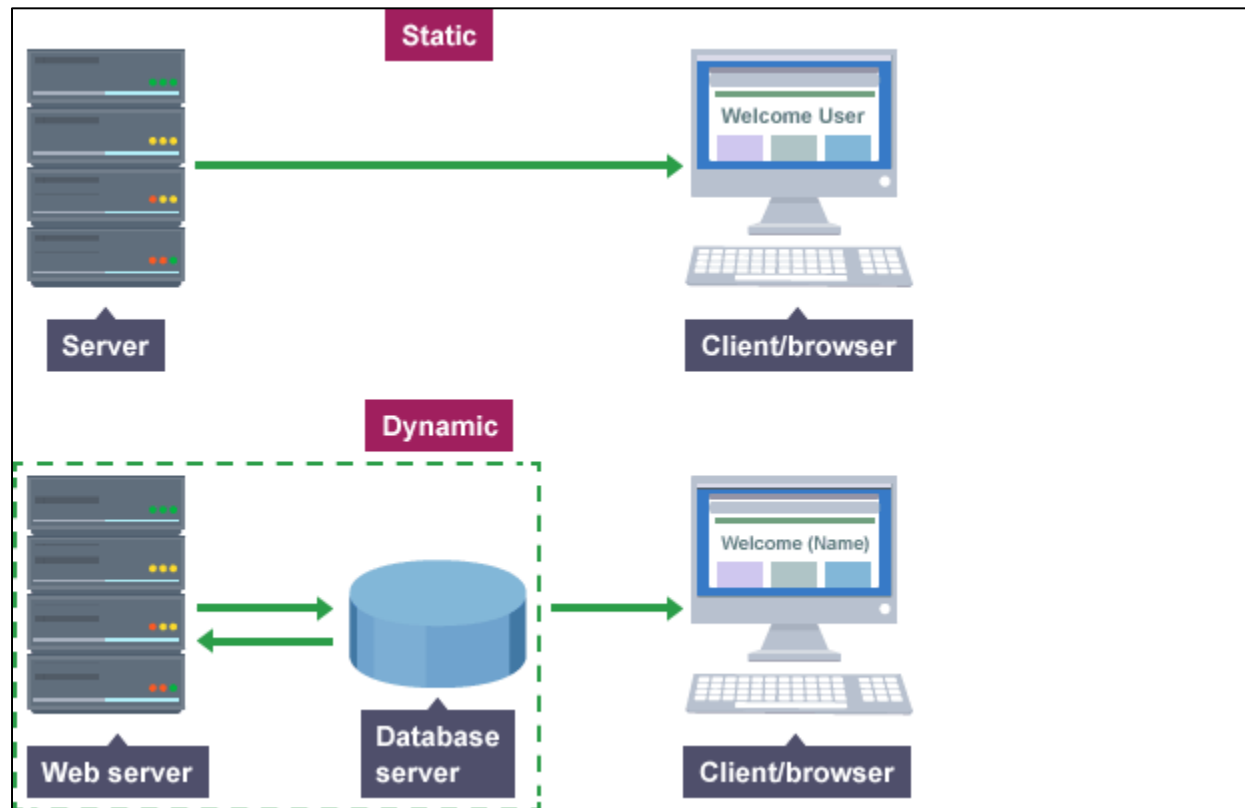 Static
Welcome User
Server
Client/browser
Dynamic
Welcome (Name)
Web server
Database
server
Client/browser